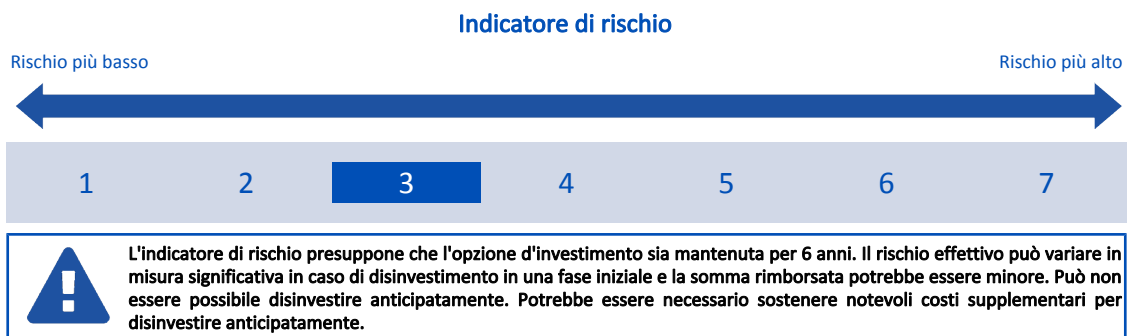 Indicatore di rischio
Rischio più basso
Rischio più alto
1 2 3 4 5 6 7
L'indicatore di rischio presuppone che l'opzione d'investimento sia mantenuta per 6 anni. Il rischio effettivo può variare in
misura significativa in caso di disinvestimento in una fase iniziale e la somma rimborsata potrebbe essere minore. Può non
essere possibile disinvestire anticipatamente. Potrebbe essere necessario sostenere notevoli costi supplementari per
disinvestire anticipatamente.